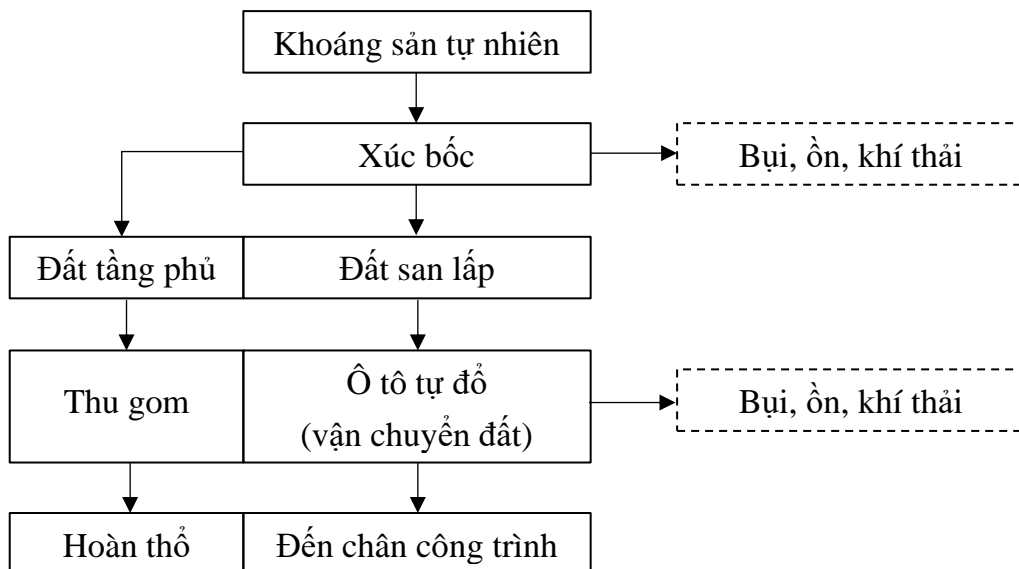 Khoáng sản tự nhiên
Xúc bốc
Bụi, ồn, khí thải
Đất tầng phủ
Đất san lấp
Thu gom
Ô tô tự đổ
(vận chuyển đất)
Bụi, ồn, khí thải
Hoàn thổ
Đến chân công trình